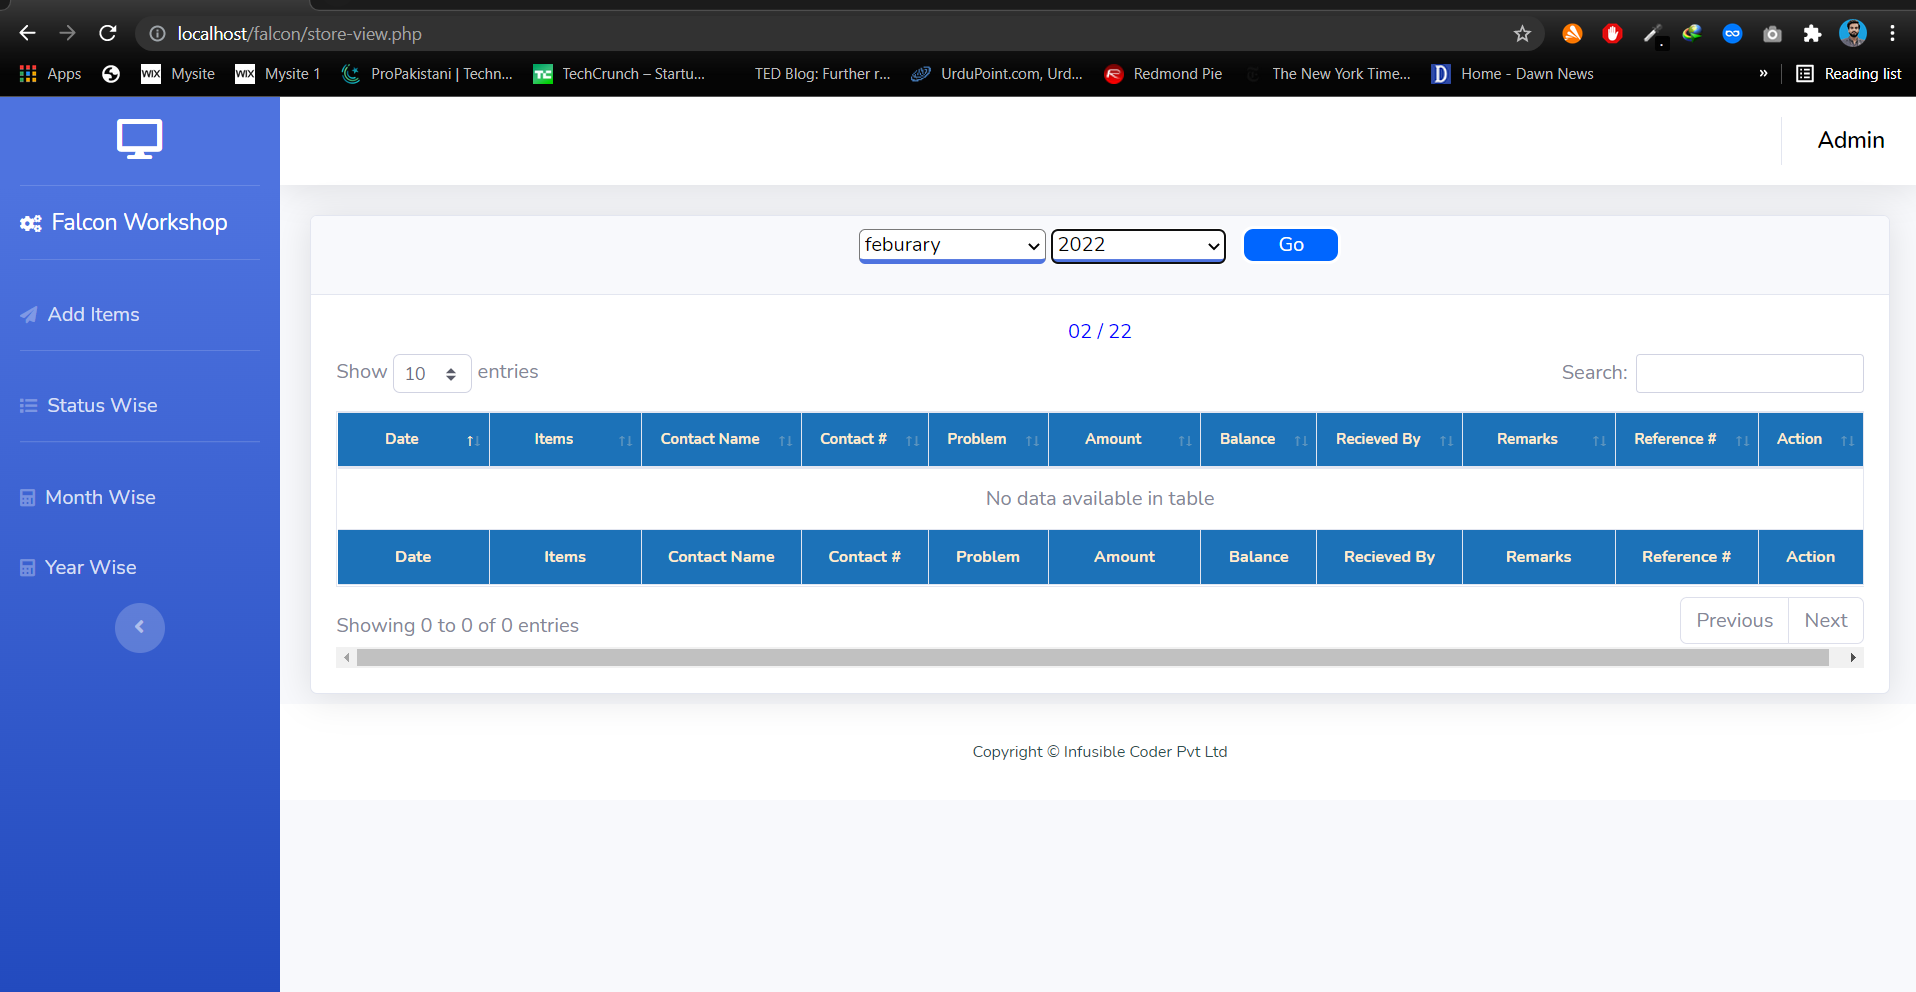 localhost/falcon/store-view.php
Apps Mysite Mysite 1 ProPakistani | Techn... TechCrunch – Startu... TED Blog: Further r... UrduPoint.com, Urd... Redmond Pie The New York Time... Home - Dawn News » Reading list
Admin
Falcon Workshop
Add Items
Status Wise
Month Wise
Year Wise
feburary 2022 Go
02 / 22
Show 10 entries Search:
Date Items Contact Name Contact # Problem Amount Balance Recieved By Remarks Reference # Action
No data available in table
Date Items Contact Name Contact # Problem Amount Balance Recieved By Remarks Reference # Action
Showing 0 to 0 of 0 entries Previous Next
Copyright © Infusible Coder Pvt Ltd